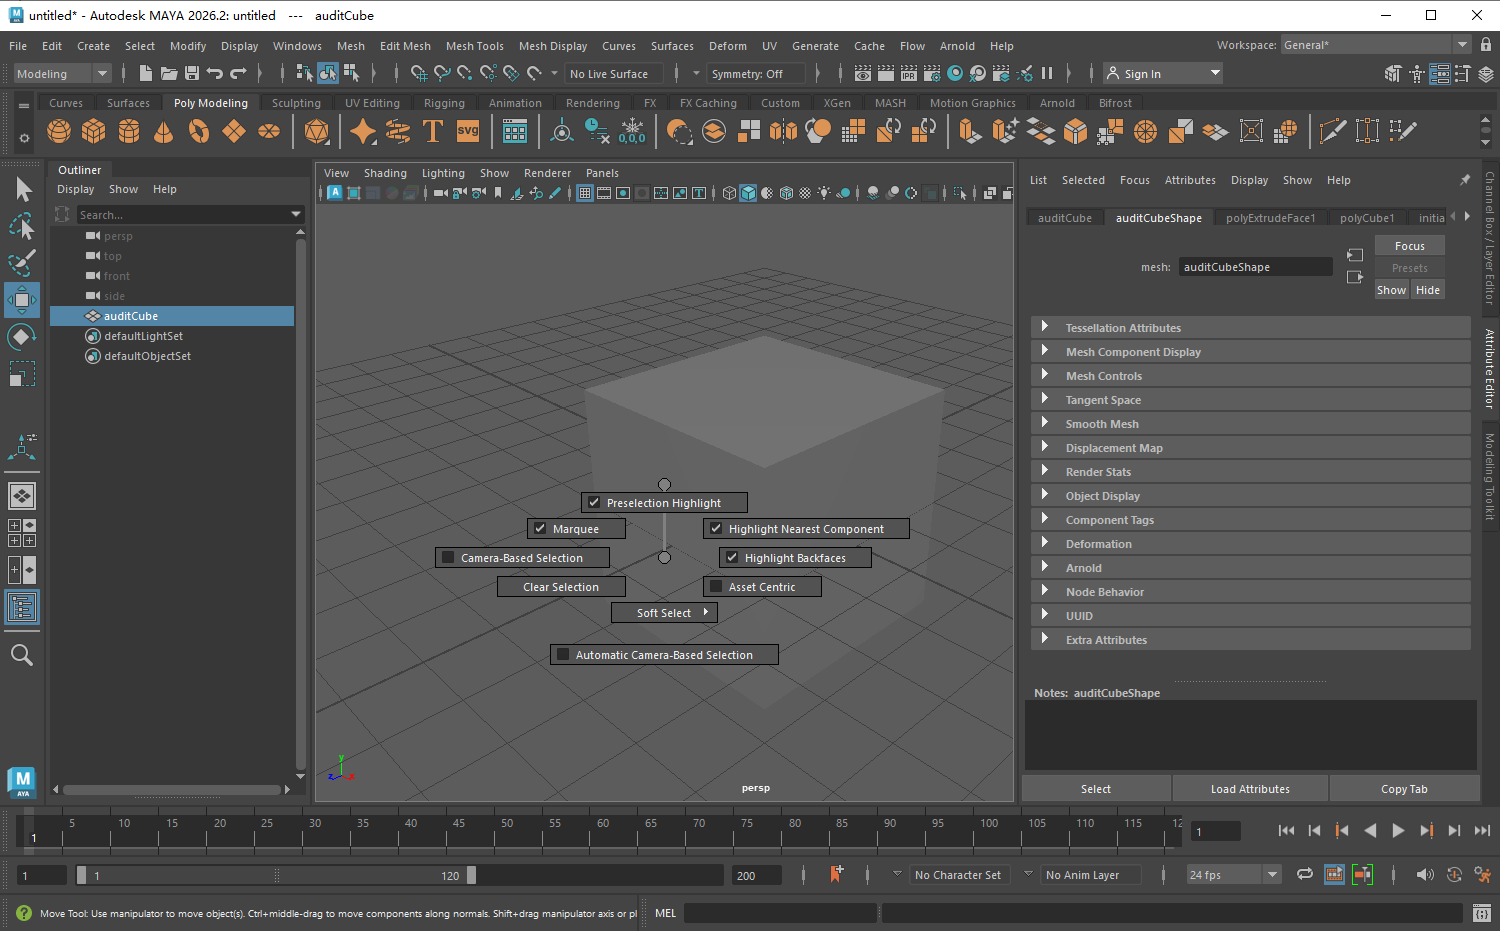 untitled* - Autodesk MAYA 2026.2: untitled   ---   auditCube
File Edit Create Select Modify Display Windows Mesh Edit Mesh Mesh Tools Mesh Display Curves Surfaces Deform UV Generate Cache Flow Arnold Help
Workspace: General*
Modeling
No Live Surface
Symmetry: Off
IPR
Sign In
Curves Surfaces Poly Modeling Sculpting UV Editing Rigging Animation Rendering FX FX Caching Custom XGen MASH Motion Graphics Arnold Bifrost
T svg 0,0,0
Outliner
Display Show Help
Search...
persp
top
front
side
auditCube
defaultLightSet
defaultObjectSet
View Shading Lighting Show Renderer Panels
Preselection Highlight
Marquee
Highlight Nearest Component
Camera-Based Selection
Highlight Backfaces
Clear Selection
Asset Centric
Soft Select
Automatic Camera-Based Selection
y
z x
persp
List Selected Focus Attributes Display Show Help
auditCube auditCubeShape polyExtrudeFace1 polyCube1 initia
mesh: auditCubeShape
Focus
Presets
Show Hide
Tessellation Attributes
Mesh Component Display
Mesh Controls
Tangent Space
Smooth Mesh
Displacement Map
Render Stats
Object Display
Component Tags
Deformation
Arnold
Node Behavior
UUID
Extra Attributes
Notes: auditCubeShape
Select Load Attributes Copy Tab
Channel Box / Layer Editor
Attribute Editor
Modeling Toolkit
M
AYA
5 10 15 20 25 30 35 40 45 50 55 60 65 70 75 80 85 90 95 100 105 110 115 12
1
1
1
1
120
200
No Character Set
No Anim Layer
24 fps
Move Tool: Use manipulator to move object(s). Ctrl+middle-drag to move components along normals. Shift+drag manipulator axis or pl
MEL